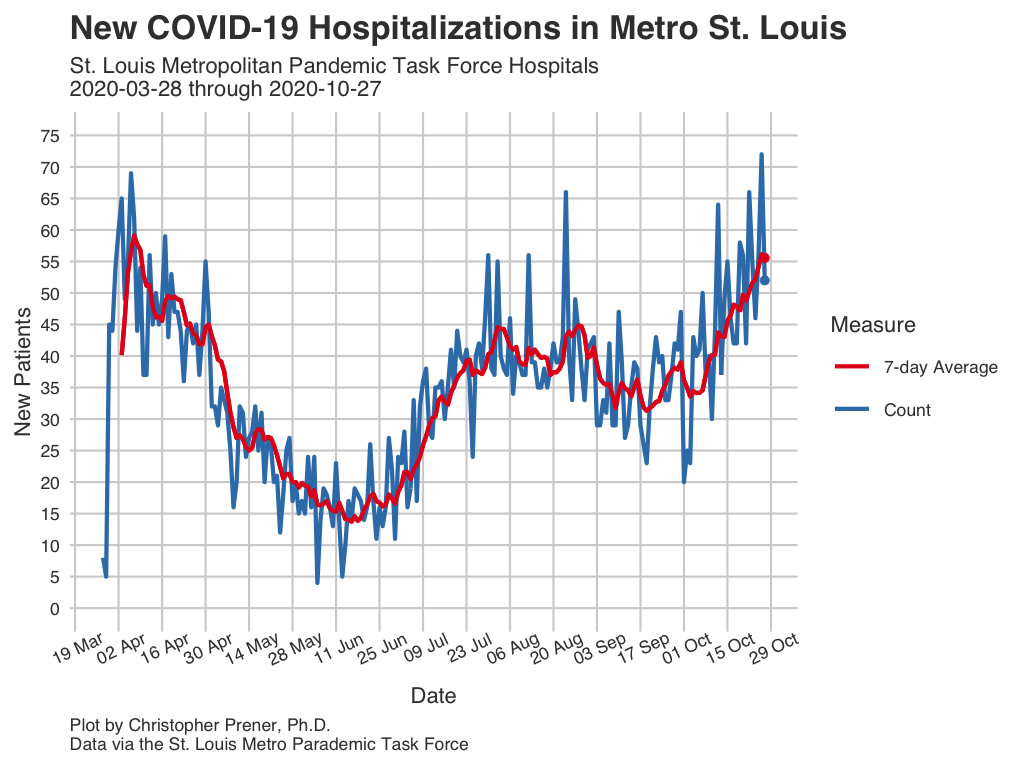 New COVID-19 Hospitalizations in Metro St. Louis
St. Louis Metropolitan Pandemic Task Force Hospitals
2020-03-28 through 2020-10-27
75
70
65
60
55
50
45
40
35
30
25
20
15
10
5
0
New Patients
19 Mar
02 Apr
16 Apr
30 Apr
14 May
28 May
11 Jun
25 Jun
09 Jul
23 Jul
06 Aug
20 Aug
03 Sep
17 Sep
01 Oct
15 Oct
29 Oct
Date
Measure
7-day Average
Count
Plot by Christopher Prener, Ph.D.
Data via the St. Louis Metro Parademic Task Force